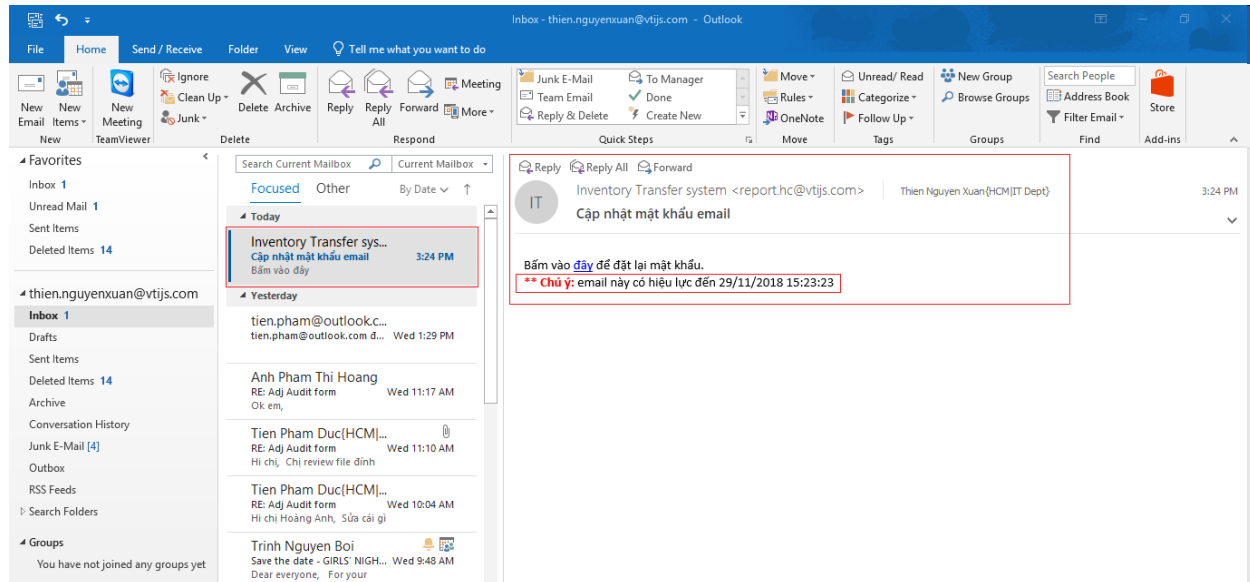 Inbox - thien.nguyenxuan@vtijs.com - Outlook
File Home Send / Receive Folder View Tell me what you want to do
New Email
New Items
New Meeting
Ignore
Clean Up
Junk
Delete Archive
Reply
Reply All
Forward
Meeting
More
Junk E-Mail
Team Email
Reply & Delete
To Manager
Done
Create New
Move
Rules
OneNote
Unread/ Read
Categorize
Follow Up
New Group
Browse Groups
Search People
Address Book
Filter Email
Store
New TeamViewer Delete Respond Quick Steps Move Tags Groups Find Add-ins
Favorites
Inbox 1
Unread Mail 1
Sent Items
Deleted Items 14
thien.nguyenxuan@vtijs.com
Inbox 1
Drafts
Sent Items
Deleted Items 14
Archive
Conversation History
Junk E-Mail [4]
Outbox
RSS Feeds
Search Folders
Groups
You have not joined any groups yet
Search Current Mailbox Current Mailbox
Focused Other By Date
Today
Inventory Transfer sys...
Cập nhật mật khẩu email 3:24 PM
Bấm vào đây
Yesterday
tien.pham@outlook.c...
tien.pham@outlook.com đ... Wed 1:29 PM
Anh Pham Thi Hoang
RE: Adj Audit form Wed 11:17 AM
Ok em,
Tien Pham Duc{HCM|...
RE: Adj Audit form Wed 11:10 AM
Hi chị, Chị review file đính
Tien Pham Duc{HCM|...
RE: Adj Audit form Wed 10:04 AM
Hi chị Hoàng Anh, Sửa cái gì
Trinh Nguyen Boi
Save the date - GIRLS' NIGH... Wed 9:48 AM
Dear everyone, For your
Reply Reply All Forward
IT
Inventory Transfer system <report.hc@vtijs.com> Thien Nguyen Xuan{HCM|IT Dept} 3:24 PM
Cập nhật mật khẩu email
Bấm vào đây để đặt lại mật khẩu.
** Chú ý: email này có hiệu lực đến 29/11/2018 15:23:23